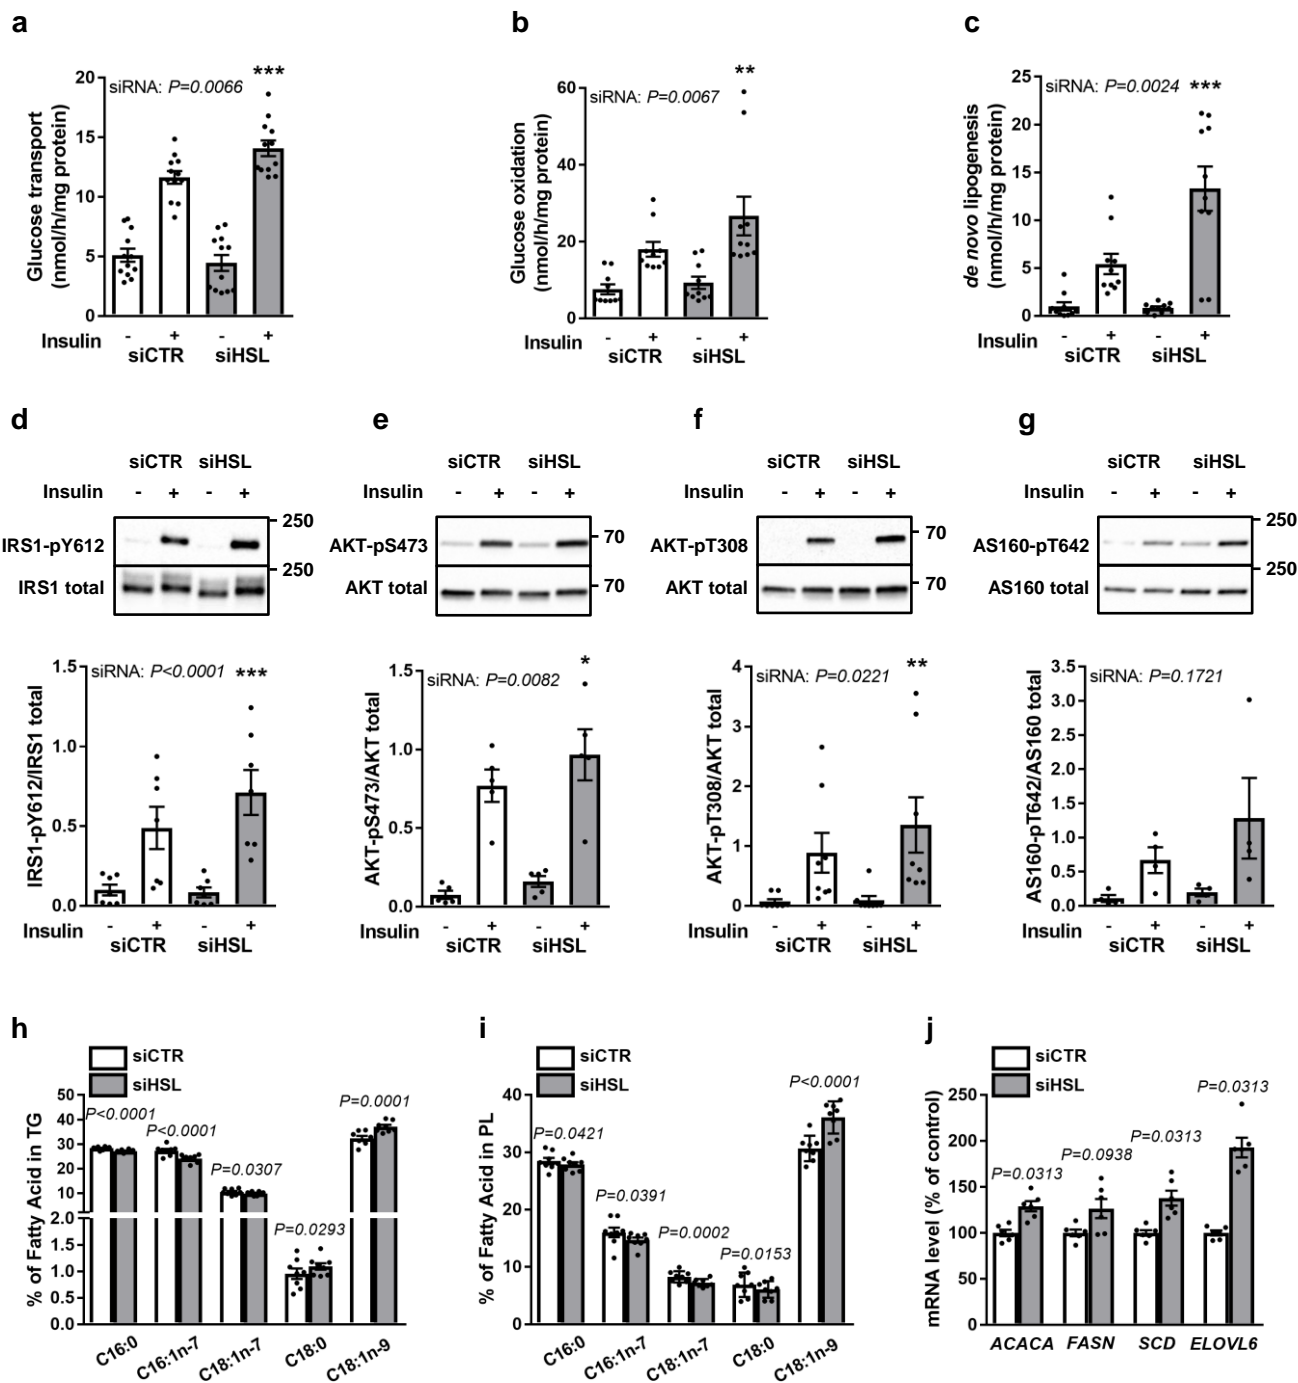 a
siRNA: P=0.0066
***
Glucose transport
(nmol/h/mg protein)
20
15
10
5
0
Insulin - + - +
siCTR siHSL
b
siRNA: P=0.0067
**
Glucose oxidation
(nmol/h/mg protein)
60
40
20
0
Insulin - + - +
siCTR siHSL
c
siRNA: P=0.0024
***
de novo lipogenesis
(nmol/h/mg protein)
25
20
15
10
5
0
Insulin - + - +
siCTR siHSL
d
siCTR siHSL
Insulin - + - +
IRS1-pY612
250
IRS1 total
250
siRNA: P<0.0001
***
IRS1-pY612/IRS1 total
1.5
1.0
0.5
0.0
Insulin - + - +
siCTR siHSL
e
siCTR siHSL
Insulin - + - +
AKT-pS473
70
AKT total
70
siRNA: P=0.0082
*
AKT-pS473/AKT total
1.5
1.0
0.5
0.0
Insulin - + - +
siCTR siHSL
f
siCTR siHSL
Insulin - + - +
AKT-pT308
70
AKT total
70
siRNA: P=0.0221
**
AKT-pT308/AKT total
4
3
2
1
0
Insulin - + - +
siCTR siHSL
g
siCTR siHSL
Insulin - + - +
AS160-pT642
250
AS160 total
250
siRNA: P=0.1721
AS160-pT642/AS160 total
3.5
3.0
2.5
2.0
1.5
1.0
0.5
0.0
Insulin - + - +
siCTR siHSL
h
siCTR
siHSL
% of Fatty Acid in TG
50
40
30
20
10
2.0
1.5
1.0
0.5
0.0
P<0.0001
P<0.0001
P=0.0307
P=0.0293
P=0.0001
C16:0 C16:1n-7 C18:1n-7 C18:0 C18:1n-9
i
siCTR
siHSL
% of Fatty Acid in PL
40
30
20
10
0
P=0.0421
P=0.0391
P=0.0002
P=0.0153
P<0.0001
C16:0 C16:1n-7 C18:1n-7 C18:0 C18:1n-9
j
siCTR
siHSL
mRNA level (% of control)
250
200
150
100
50
0
P=0.0313
P=0.0938
P=0.0313
P=0.0313
ACACA FASN SCD ELOVL6